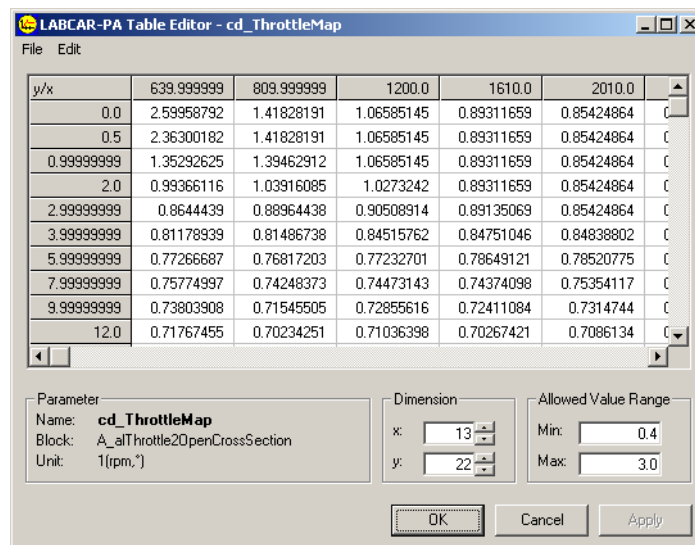 LABCAR-PA Table Editor - cd_ThrottleMap
File Edit
y/x 639.999999 809.999999 1200.0 1610.0 2010.0
0.0 2.59958792 1.41828191 1.06585145 0.89311659 0.85424864
0.5 2.36300182 1.41828191 1.06585145 0.89311659 0.85424864
0.99999999 1.35292625 1.39462912 1.06585145 0.89311659 0.85424864
2.0 0.99366116 1.03916085 1.0273242 0.89311659 0.85424864
2.99999999 0.8644439 0.88964438 0.90508914 0.89135069 0.85424864
3.99999999 0.81178939 0.81486738 0.84515762 0.84751046 0.84838802
5.99999999 0.77266687 0.76817203 0.77232701 0.78649121 0.78520775
7.99999999 0.75774997 0.74248373 0.74473143 0.74374098 0.75354117
9.99999999 0.73803908 0.71545505 0.72855616 0.72411084 0.7314744
12.0 0.71767455 0.70234251 0.71036398 0.70267421 0.7086134
Parameter
Name: cd_ThrottleMap
Block: A_alThrottle2OpenCrossSection
Unit: 1(rpm,°)
Dimension
x: 13
y: 22
Allowed Value Range
Min: 0.4
Max: 3.0
OK Cancel Apply